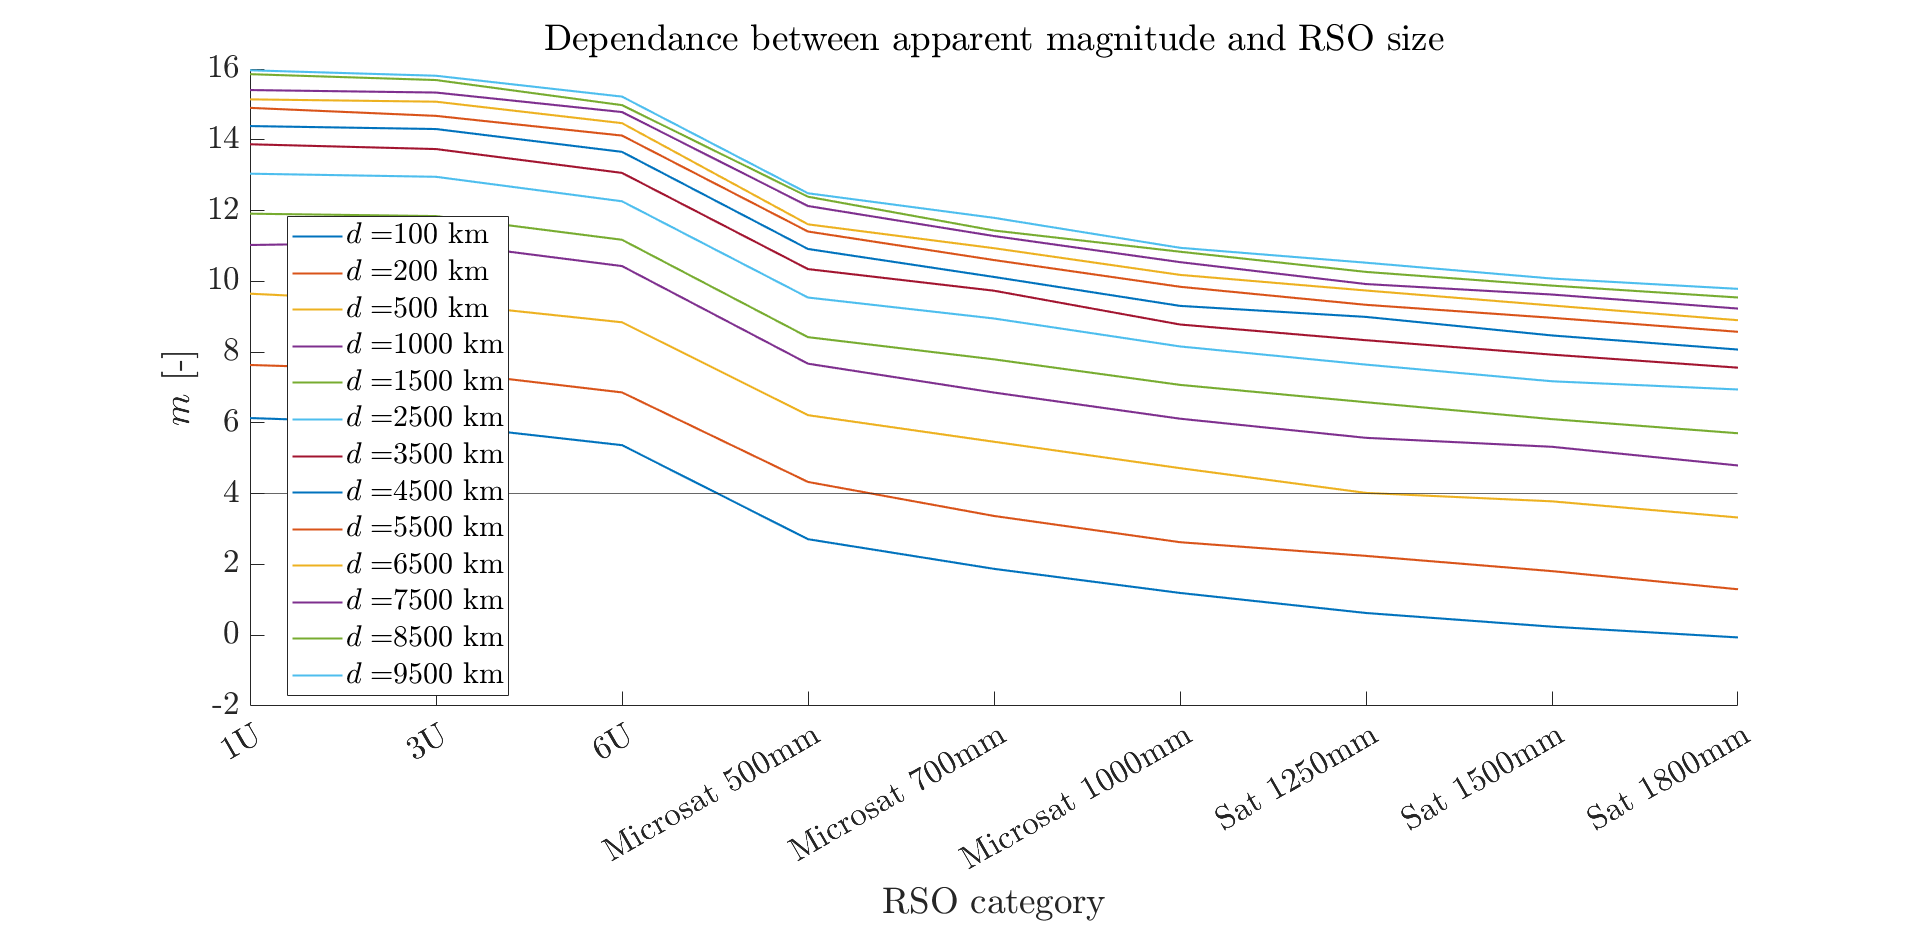 Dependance between apparent magnitude and RSO size
16
14
12
10
8
6
4
2
0
-2
m [-]
d =100 km
d =200 km
d =500 km
d =1000 km
d =1500 km
d =2500 km
d =3500 km
d =4500 km
d =5500 km
d =6500 km
d =7500 km
d =8500 km
d =9500 km
1U
3U
6U
Microsat 500mm
Microsat 700mm
Microsat 1000mm
Sat 1250mm
Sat 1500mm
Sat 1800mm
RSO category